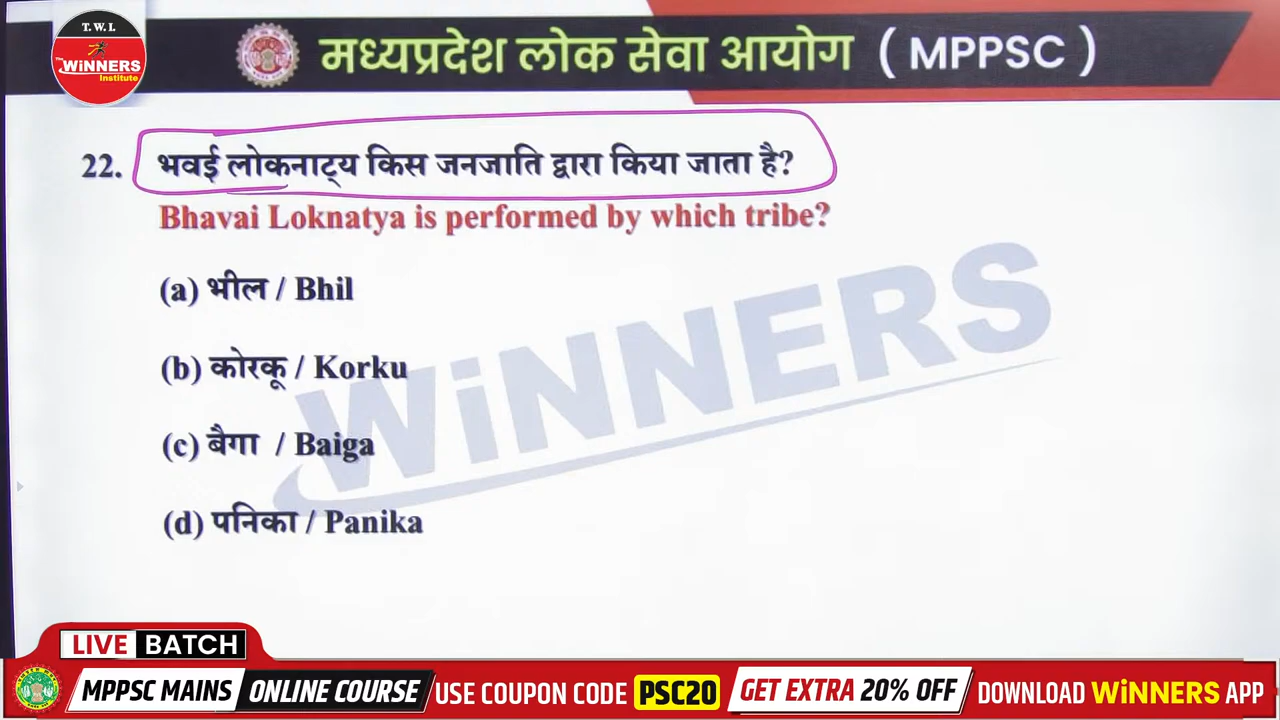 T. W. I.
The WiNNERS
Institute
मध्यप्रदेश लोक सेवा आयोग ( MPPSC )
22. भवई लोकनाट्य किस जनजाति द्वारा किया जाता है?
Bhavai Loknatya is performed by which tribe?
(a) भील / Bhil
(b) कोरकू / Korku
(c) बैगा / Baiga
(d) पनिका / Panika
WiNNERS
LIVE BATCH
MPPSC MAINS ONLINE COURSE USE COUPON CODE PSC20 GET EXTRA 20% OFF DOWNLOAD WiNNERS APP